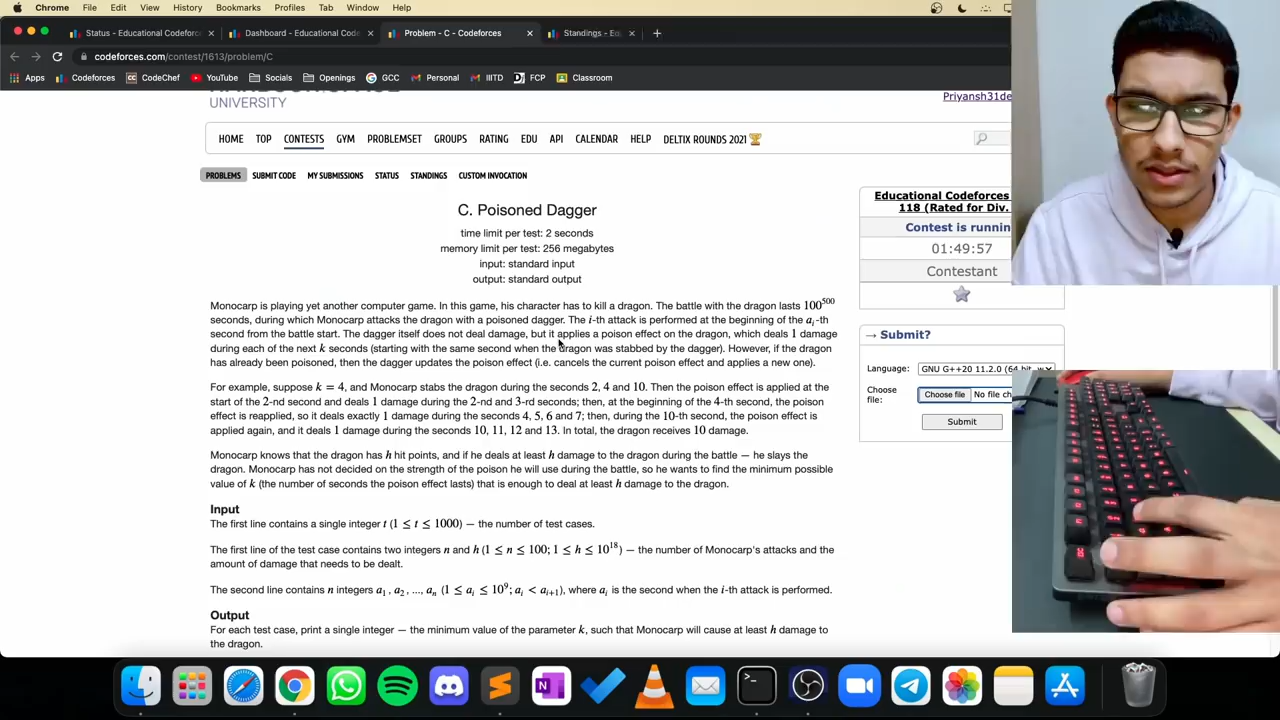 Chrome File Edit View History Bookmarks Profiles Tab Window Help
Status - Educational Codeforc × Dashboard - Educational Code × Problem - C - Codeforces × Standings - Ed ×
codeforces.com/contest/1613/problem/C
Apps Codeforces CodeChef YouTube Socials Openings GCC Personal IIITD FCP Classroom
UNIVERSITY
Priyansh31de
HOME TOP CONTESTS GYM PROBLEMSET GROUPS RATING EDU API CALENDAR HELP DELTIX ROUNDS 2021
PROBLEMS SUBMIT CODE MY SUBMISSIONS STATUS STANDINGS CUSTOM INVOCATION
C. Poisoned Dagger
time limit per test: 2 seconds
memory limit per test: 256 megabytes
input: standard input
output: standard output
Monocarp is playing yet another computer game. In this game, his character has to kill a dragon. The battle with the dragon lasts 100^500
seconds, during which Monocarp attacks the dragon with a poisoned dagger. The i-th attack is performed at the beginning of the a_i-th
second from the battle start. The dagger itself does not deal damage, but it applies a poison effect on the dragon, which deals 1 damage
during each of the next k seconds (starting with the same second when the dragon was stabbed by the dagger). However, if the dragon
has already been poisoned, then the dagger updates the poison effect (i.e. cancels the current poison effect and applies a new one).
For example, suppose k = 4, and Monocarp stabs the dragon during the seconds 2, 4 and 10. Then the poison effect is applied at the
start of the 2-nd second and deals 1 damage during the 2-nd and 3-rd seconds; then, at the beginning of the 4-th second, the poison
effect is reapplied, so it deals exactly 1 damage during the seconds 4, 5, 6 and 7; then, during the 10-th second, the poison effect is
applied again, and it deals 1 damage during the seconds 10, 11, 12 and 13. In total, the dragon receives 10 damage.
Monocarp knows that the dragon has h hit points, and if he deals at least h damage to the dragon during the battle — he slays the
dragon. Monocarp has not decided on the strength of the poison he will use during the battle, so he wants to find the minimum possible
value of k (the number of seconds the poison effect lasts) that is enough to deal at least h damage to the dragon.
Input
The first line contains a single integer t (1 ≤ t ≤ 1000) — the number of test cases.
The first line of the test case contains two integers n and h (1 ≤ n ≤ 100; 1 ≤ h ≤ 10^18) — the number of Monocarp's attacks and the
amount of damage that needs to be dealt.
The second line contains n integers a_1, a_2, ..., a_n (1 ≤ a_i ≤ 10^9; a_i < a_{i+1}), where a_i is the second when the i-th attack is performed.
Output
For each test case, print a single integer — the minimum value of the parameter k, such that Monocarp will cause at least h damage to
the dragon.
Educational Codeforces
118 (Rated for Div.
Contest is runnin
01:49:57
Contestant
→ Submit?
Language: GNU G++20 11.2.0 (64 bit, w
Choose file: Choose file No file ch
Submit